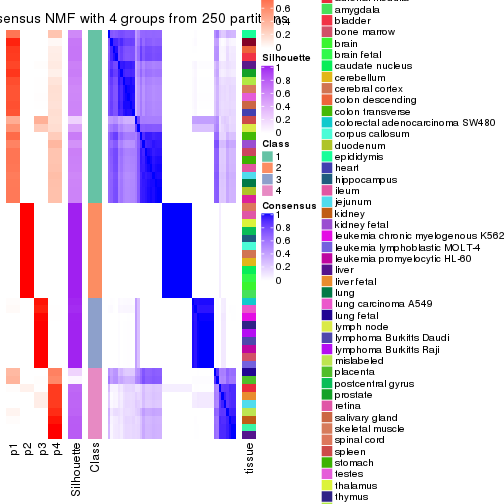 sensus NMF with 4 groups from 250 partitions
0.6
0.4
0.2
0
Silhouette
1
0.8
0.6
0.4
0.2
0
Class
1
2
3
4
Consensus
1
0.8
0.6
0.4
0.2
0
amygdala
bladder
bone marrow
brain
brain fetal
caudate nucleus
cerebellum
cerebral cortex
colon descending
colon transverse
colorectal adenocarcinoma SW480
corpus callosum
duodenum
epididymis
heart
hippocampus
ileum
jejunum
kidney
kidney fetal
leukemia chronic myelogenous K562
leukemia lymphoblastic MOLT-4
leukemia promyelocytic HL-60
liver
liver fetal
lung
lung carcinoma A549
lung fetal
lymph node
lymphoma Burkitts Daudi
lymphoma Burkitts Raji
mislabeled
placenta
postcentral gyrus
prostate
retina
salivary gland
skeletal muscle
spinal cord
spleen
stomach
testes
thalamus
thymus
p1
p2
p3
p4
Silhouette
Class
tissue